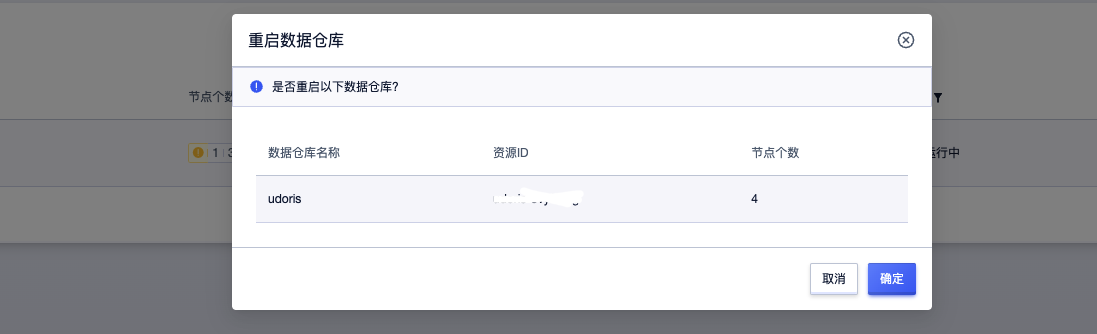 重启数据仓库
是否重启以下数据仓库?
节点个数
数据仓库名称 资源ID 节点个数
1 3
运行中
udoris 4
取消 确定